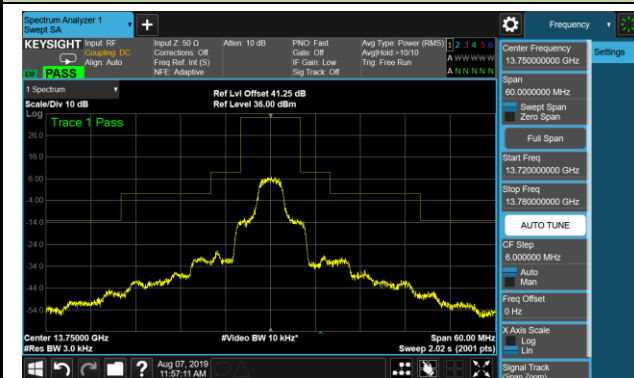 Spectrum Analyzer 1
Swept SA
+
Frequency
KEYSIGHT
Input: RF
Coupling: DC
Align: Auto
Input Z: 50 Ω
Corrections: Off
Freq Ref: Int (S)
NFE: Adaptive
Atten: 10 dB
PNO: Fast
Gate: Off
IF Gain: Low
Sig Track: Off
Avg Type: Power (RMS)
Avg|Hold:>10/10
Trig: Free Run
1 2 3 4 5 6
A W W W W W
A N N N N N
PASS
1 Spectrum
Scale/Div 10 dB
Ref Lvl Offset 41.25 dB
Ref Level 36.00 dBm
Log
Trace 1 Pass
26.0
16.0
6.00
-4.00
-14.0
-24.0
-34.0
-44.0
-54.0
Center 13.75000 GHz
#Res BW 3.0 kHz
#Video BW 10 kHz*
Span 60.00 MHz
Sweep 2.02 s (2001 pts)
?
Aug 07, 2019
11:57:11 AM
Center Frequency
13.750000000 GHz
Span
60.0000000 MHz
Swept Span
Zero Span
Full Span
Start Freq
13.720000000 GHz
Stop Freq
13.780000000 GHz
AUTO TUNE
CF Step
6.000000 MHz
Auto
Man
Freq Offset
0 Hz
X Axis Scale
Log
Lin
Signal Track
(Span Zoom)
Settings